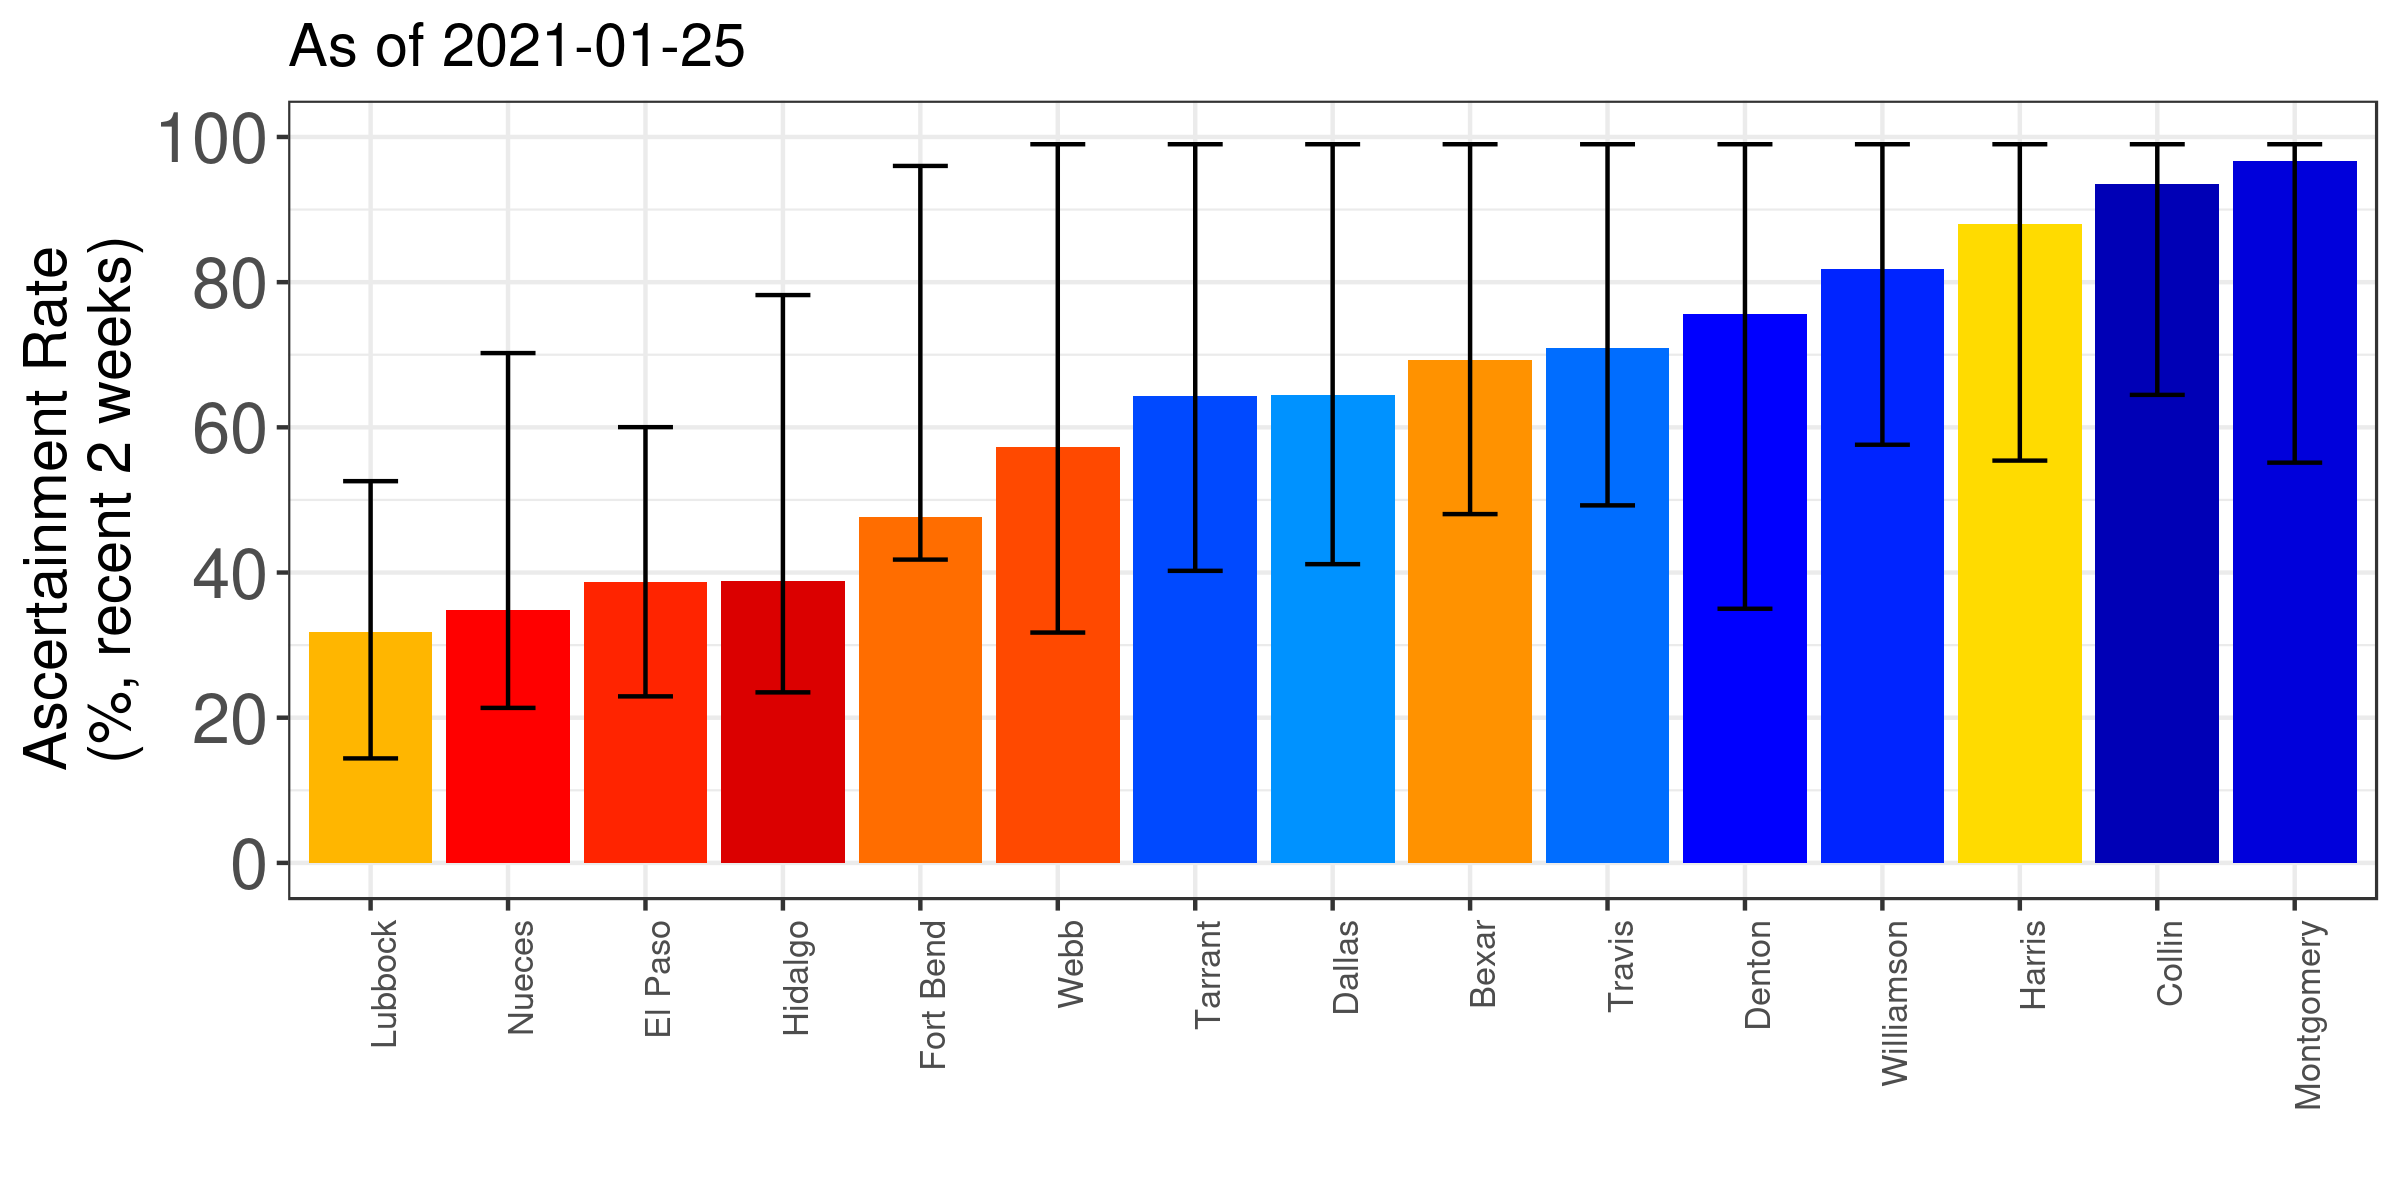 As of 2021-01-25
Ascertainment Rate
(%, recent 2 weeks)
100
80
60
40
20
0
Lubbock
Nueces
El Paso
Hidalgo
Fort Bend
Webb
Tarrant
Dallas
Bexar
Travis
Denton
Williamson
Harris
Collin
Montgomery